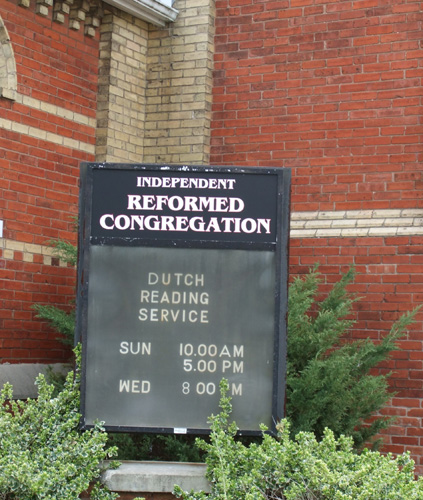 INDEPENDENT
REFORMED
CONGREGATION
DUTCH
READING
SERVICE
SUN 10.00 AM
5.00 PM
WED 8 00 PM